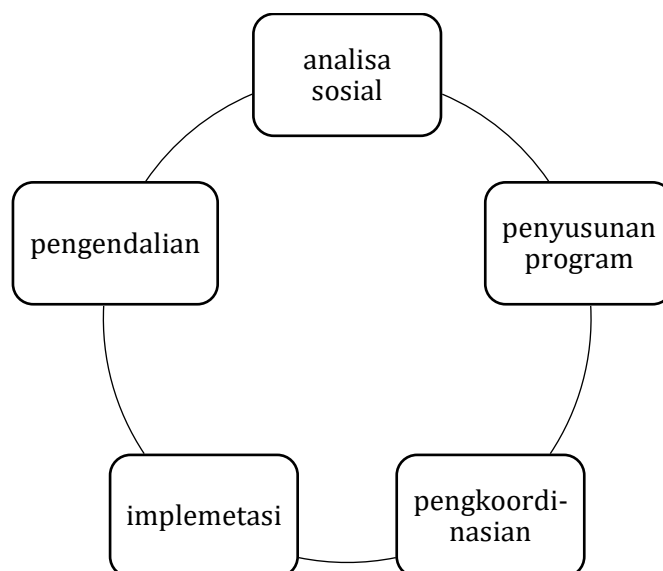 analisa
sosial
penyusunan
program
pengkoordi-
nasian
implemetasi
pengendalian